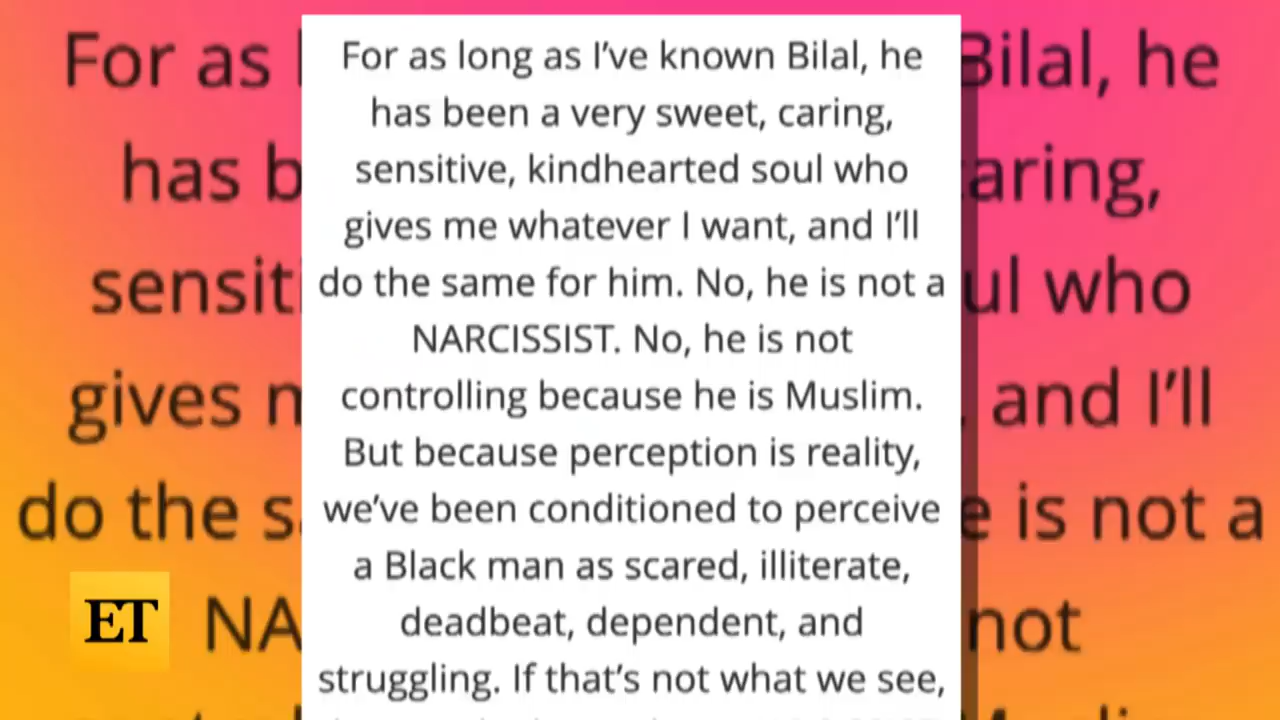 For as long as I've known Bilal, he
has been a very sweet, caring,
sensitive, kindhearted soul who
gives me whatever I want, and I'll
do the same for him. No, he is not a
NARCISSIST. No, he is not
controlling because he is Muslim.
But because perception is reality,
we've been conditioned to perceive
a Black man as scared, illiterate,
deadbeat, dependent, and
struggling. If that's not what we see,
ET